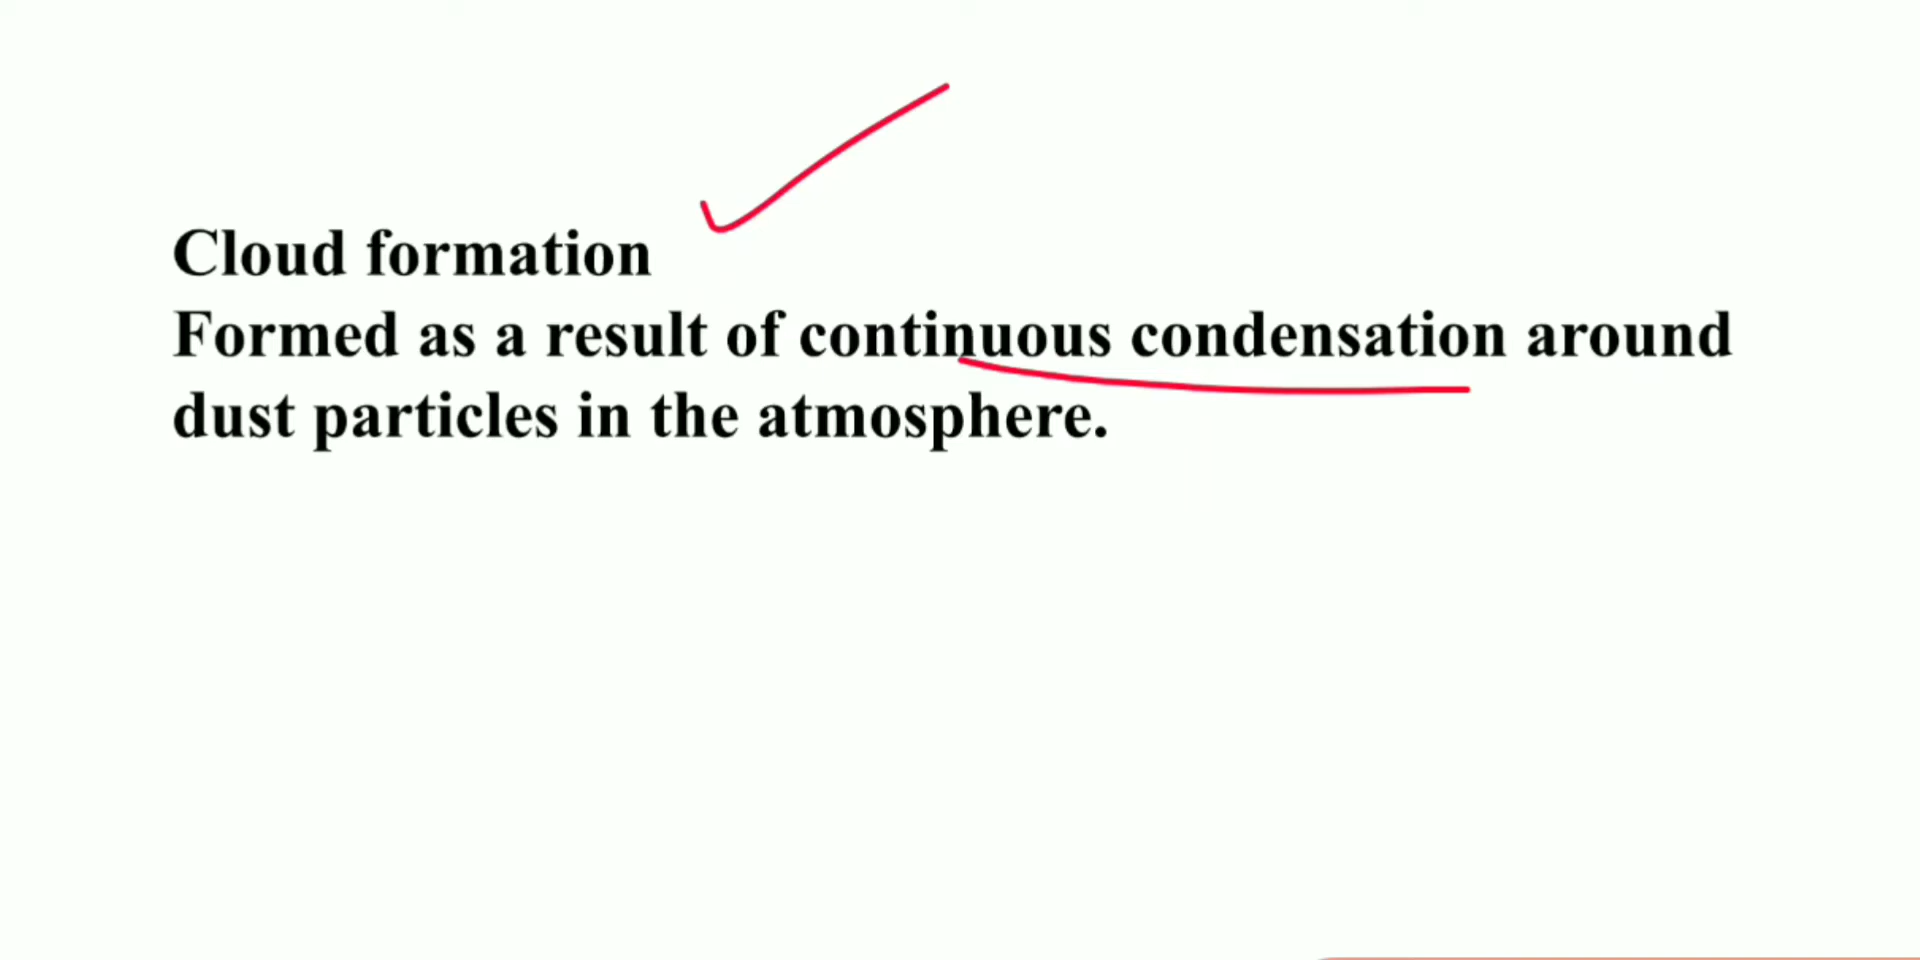 Cloud formation
Formed as a result of continuous condensation around
dust particles in the atmosphere.